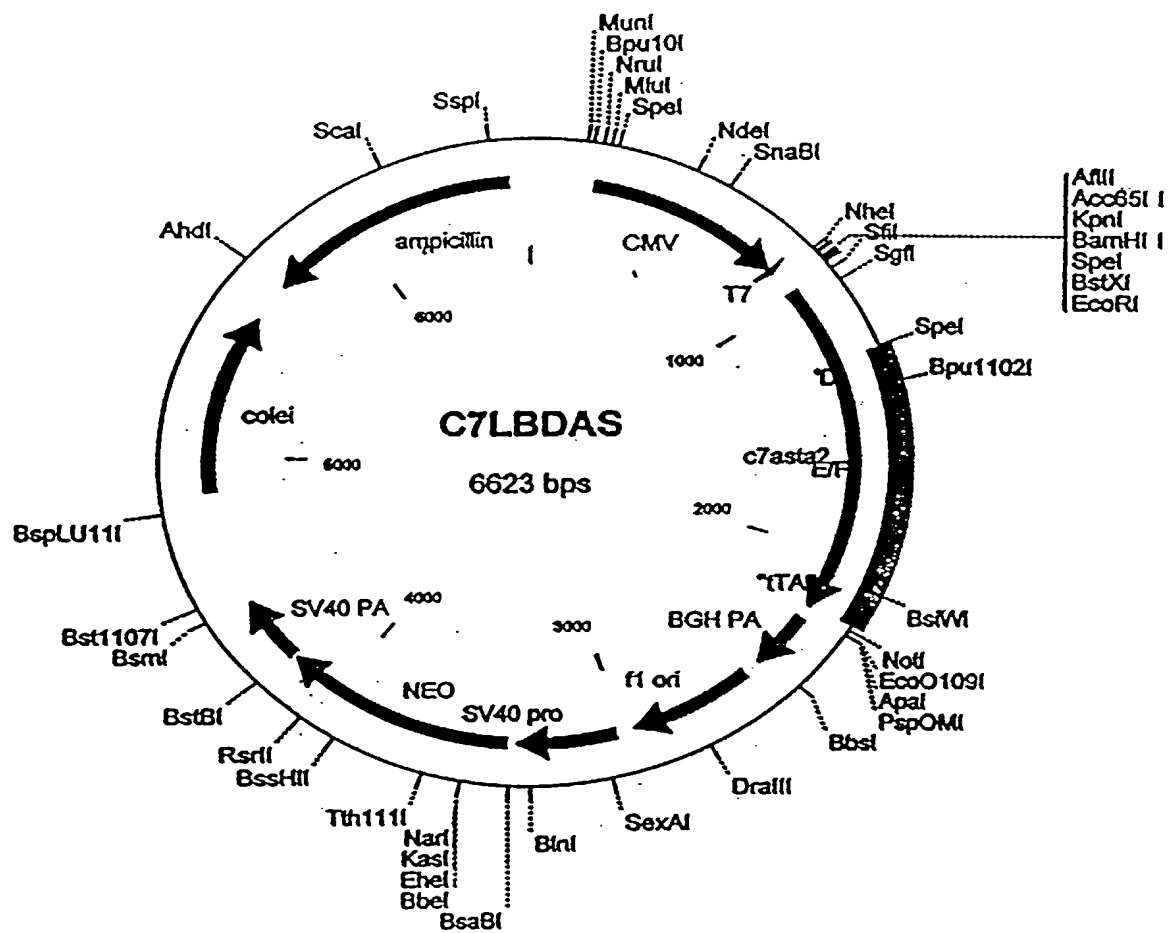 MunI
Bpu10I
NruI
MluI
SpeI
SspI
ScaI
NdeI
SnaBI
AflII
Acc65I I
KpnI
BamHI I
SpeI
BstXI
EcoRI
NheI
SfiI
SgfI
AhdI
ampicillin
I
CMV
T7
6000
1000
SpeI
Bpu1102I
"D
colei
C7LBDAS
c7asta2
E/F
5000
6623 bps
2000
BspLU11I
"tTAS
SV40 PA
4000
3000
BGH PA
BsiWI
Bst1107I
BsmI
NotI
EcoO109I
ApaI
PspOMI
f1 ori
NEO
SV40 pro
BstBI
BbsI
RsrII
BssHII
DraIII
Tth111I
SexAI
NarI
KasI
EheI
BbeI
BlnI
BsaBI